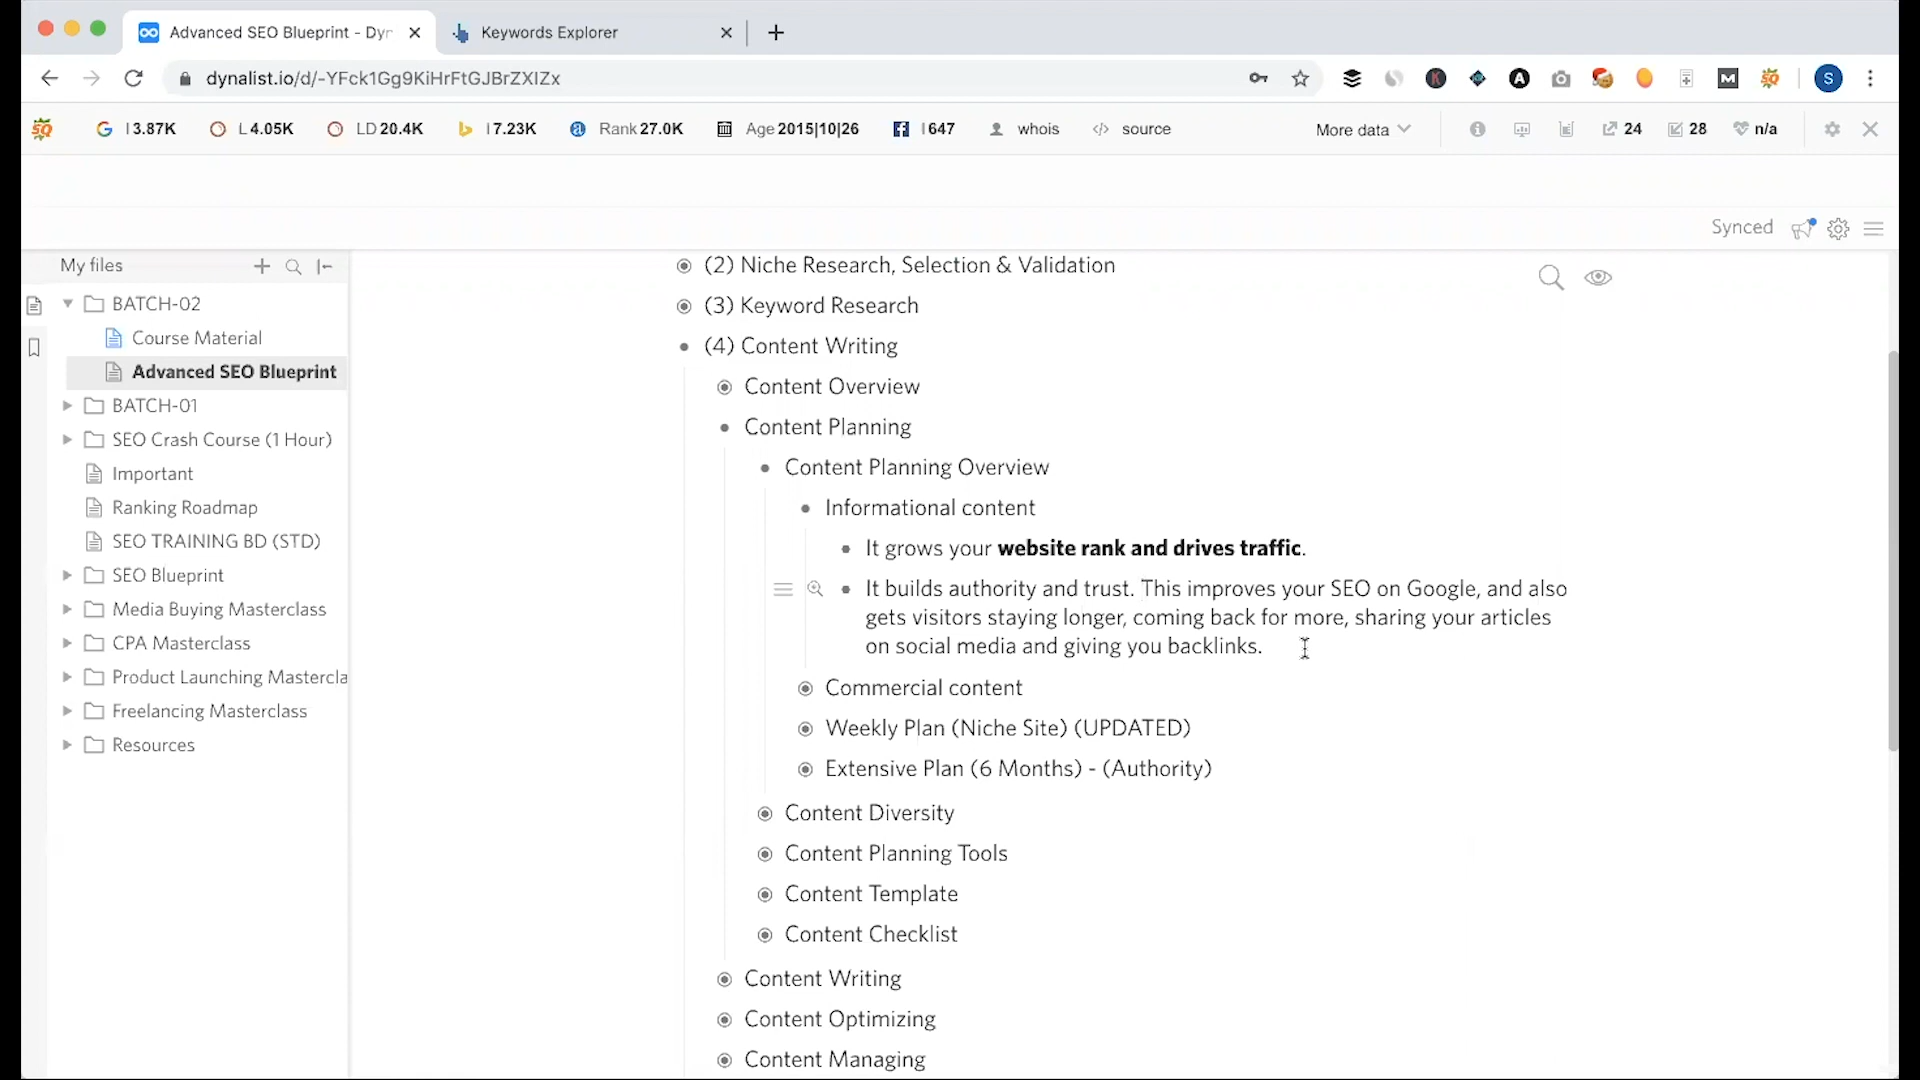 Advanced SEO Blueprint - Dyn
Keywords Explorer
dynalist.io/d/-YFck1Gg9KiHrFtGJBrZXIZx
S
I 3.87K
L 4.05K
LD 20.4K
I 7.23K
Rank 27.0K
Age 2015|10|26
I 647
whois
source
More data
24
28
n/a
Synced
My files
BATCH-02
Course Material
Advanced SEO Blueprint
BATCH-01
SEO Crash Course (1 Hour)
Important
Ranking Roadmap
SEO TRAINING BD (STD)
SEO Blueprint
Media Buying Masterclass
CPA Masterclass
Product Launching Mastercla
Freelancing Masterclass
Resources
(2) Niche Research, Selection & Validation
(3) Keyword Research
(4) Content Writing
Content Overview
Content Planning
Content Planning Overview
Informational content
It grows your website rank and drives traffic.
It builds authority and trust. This improves your SEO on Google, and also
gets visitors staying longer, coming back for more, sharing your articles
on social media and giving you backlinks.
Commercial content
Weekly Plan (Niche Site) (UPDATED)
Extensive Plan (6 Months) - (Authority)
Content Diversity
Content Planning Tools
Content Template
Content Checklist
Content Writing
Content Optimizing
Content Managing